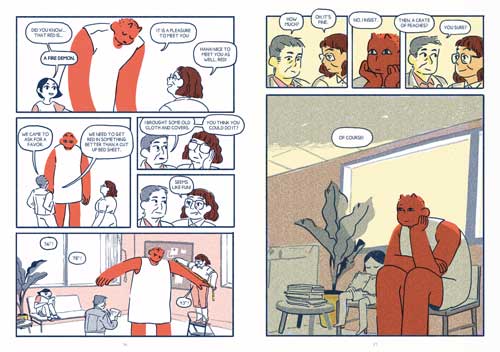 DID YOU KNOW...
THAT RED IS...
A FIRE DEMON.
IT IS A PLEASURE
TO MEET YOU
HAHA NICE TO
MEET YOU AS
WELL, RED!
WE CAME TO
ASK FOR A
FAVOR.
WE NEED TO GET
RED IN SOMETHING
BETTER THAN A CUT
UP BED SHEET.
I BROUGHT SOME OLD
CLOTH AND COVERS.
YOU THINK YOU
COULD DO IT?
SEEMS
LIKE FUN!
HOW
MUCH?
OH, IT'S
FINE.
NO, I INSIST.
THEN, A CRATE
OF PEACHES?
YOU SURE?
OF COURSE!